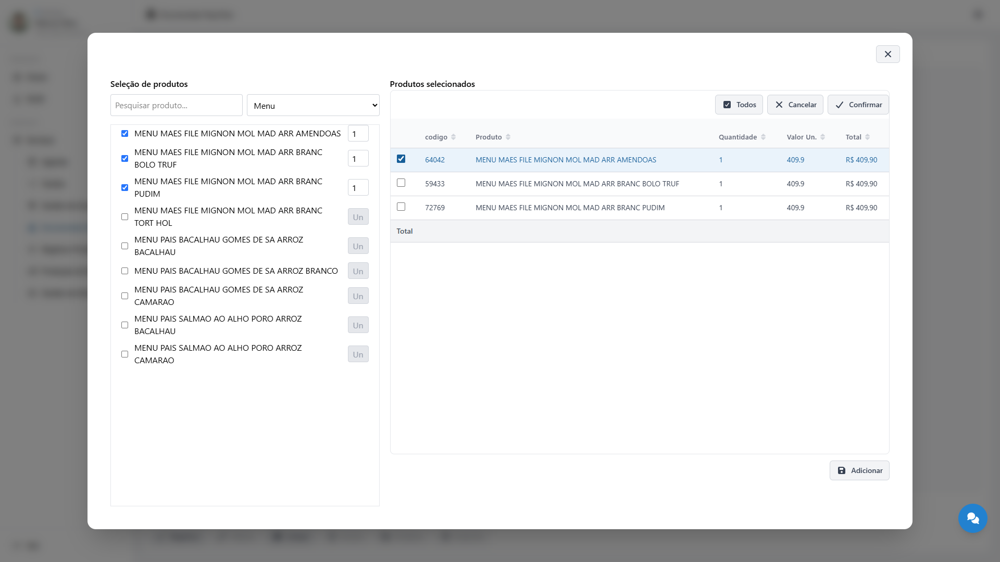 Seleção de produtos
Pesquisar produto...
Menu
MENU MAES FILE MIGNON MOL MAD ARR AMENDOAS
1
MENU MAES FILE MIGNON MOL MAD ARR BRANC
BOLO TRUF
1
MENU MAES FILE MIGNON MOL MAD ARR BRANC
PUDIM
1
MENU MAES FILE MIGNON MOL MAD ARR BRANC
TORT HOL
Un
MENU PAIS BACALHAU GOMES DE SA ARROZ
BACALHAU
Un
MENU PAIS BACALHAU GOMES DE SA ARROZ BRANCO
Un
MENU PAIS BACALHAU GOMES DE SA ARROZ
CAMARAO
Un
MENU PAIS SALMAO AO ALHO PORO ARROZ
BACALHAU
Un
MENU PAIS SALMAO AO ALHO PORO ARROZ
CAMARAO
Un
Produtos selecionados
Todos Cancelar Confirmar
codigo Produto Quantidade Valor Un. Total
64042 MENU MAES FILE MIGNON MOL MAD ARR AMENDOAS 1 409.9 R$ 409,90
59433 MENU MAES FILE MIGNON MOL MAD ARR BRANC BOLO TRUF 1 409.9 R$ 409,90
72769 MENU MAES FILE MIGNON MOL MAD ARR BRANC PUDIM 1 409.9 R$ 409,90
Total
Adicionar